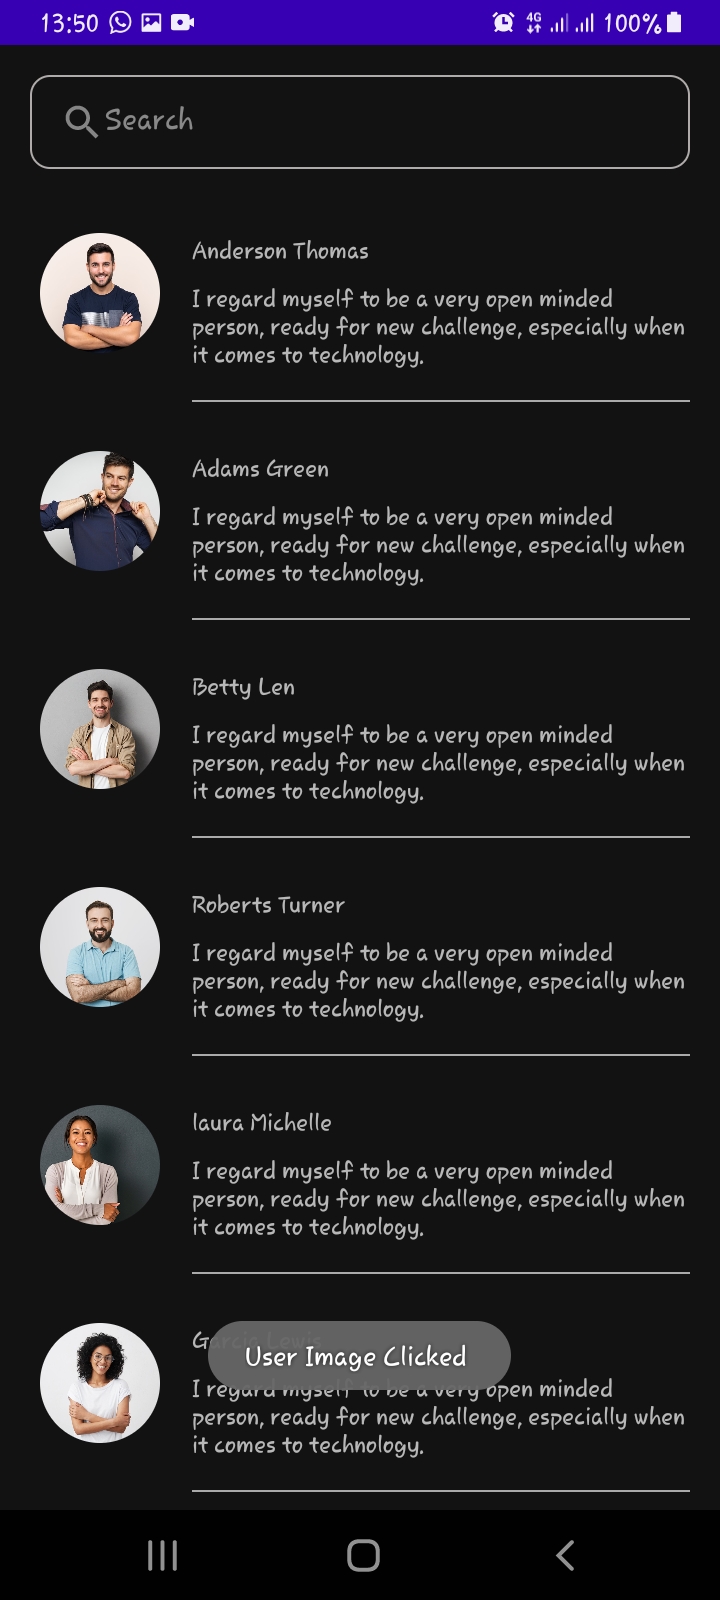 13:50 4G 100%
Search
Anderson Thomas
I regard myself to be a very open minded
person, ready for new challenge, especially when
it comes to technology.
Adams Green
I regard myself to be a very open minded
person, ready for new challenge, especially when
it comes to technology.
Betty Len
I regard myself to be a very open minded
person, ready for new challenge, especially when
it comes to technology.
Roberts Turner
I regard myself to be a very open minded
person, ready for new challenge, especially when
it comes to technology.
laura Michelle
I regard myself to be a very open minded
person, ready for new challenge, especially when
it comes to technology.
Garcia Lewis
User Image Clicked
I regard myself to be a very open minded
person, ready for new challenge, especially when
it comes to technology.